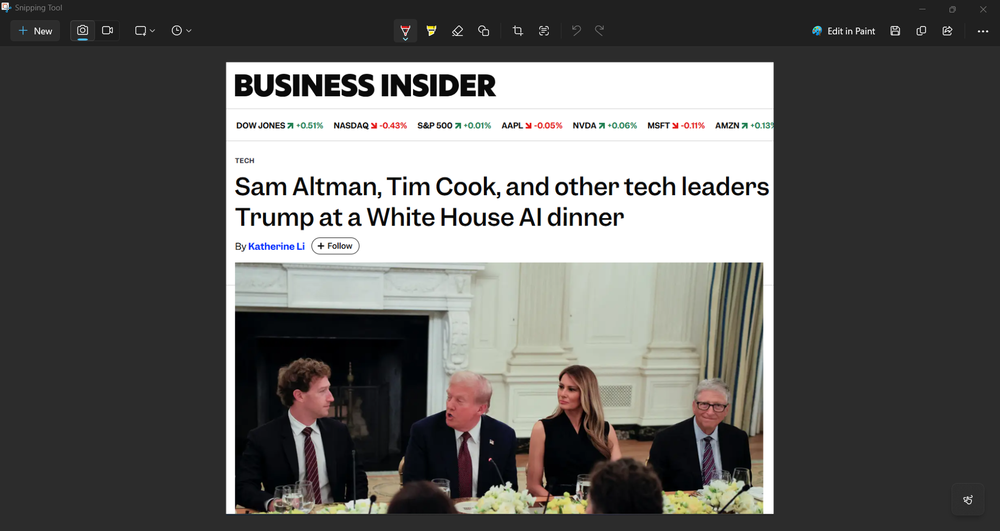 Snipping Tool
New
Edit in Paint
BUSINESS INSIDER
DOW JONES +0.51% NASDAQ -0.43% S&P 500 +0.01% AAPL -0.05% NVDA +0.06% MSFT -0.11% AMZN +0.13%
TECH
Sam Altman, Tim Cook, and other tech leaders
Trump at a White House AI dinner
By Katherine Li + Follow